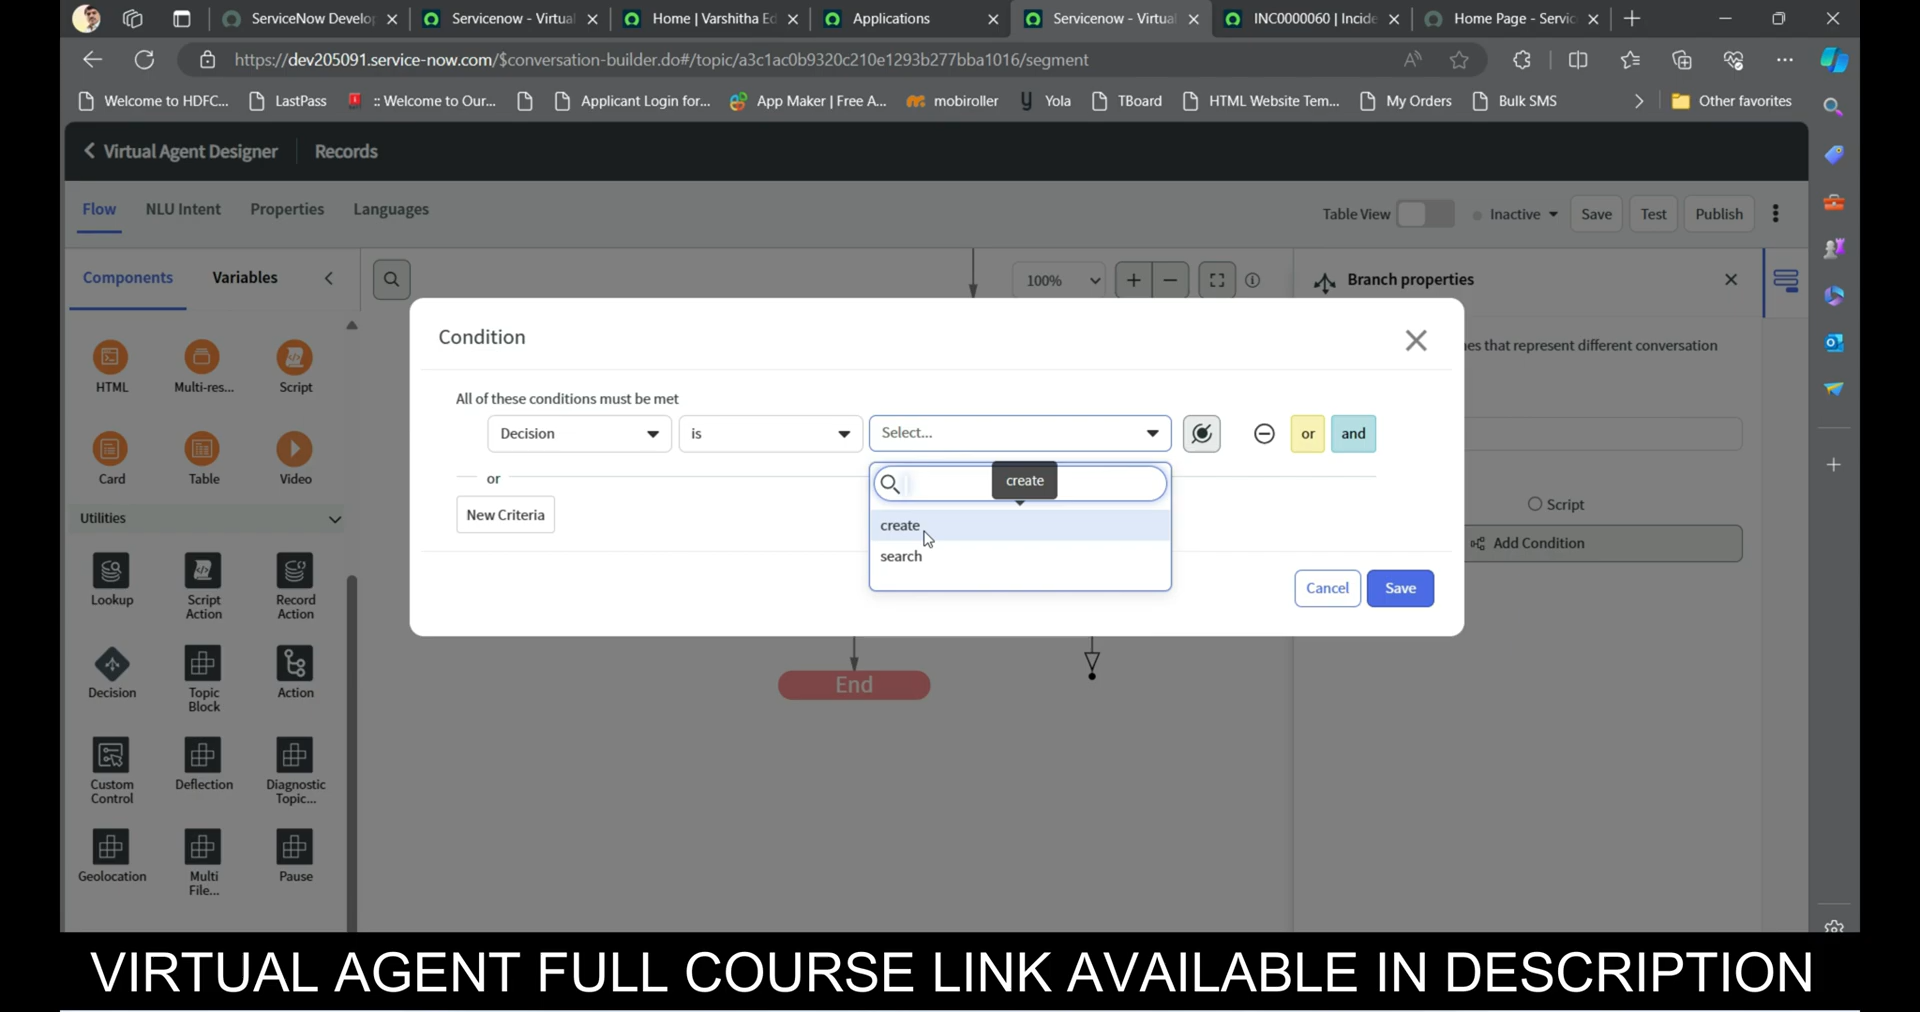 ServiceNow Develop
Servicenow - Virtual
Home | Varshitha Ed
Applications
Servicenow - Virtual
INC0000060 | Incide
Home Page - Servic
https://dev205091.service-now.com/$conversation-builder.do#/topic/a3c1ac0b9320c210e1293b277bba1016/segment
Welcome to HDFC...
LastPass
:: Welcome to Our...
Applicant Login for...
App Maker | Free A...
mobiroller
Yola
TBoard
HTML Website Tem...
My Orders
Bulk SMS
Other favorites
Virtual Agent Designer
Records
Flow
NLU Intent
Properties
Languages
Table View
Inactive
Save
Test
Publish
Components
Variables
100%
Branch properties
HTML
Multi-res...
Script
Card
Table
Video
Utilities
Lookup
Script
Action
Record
Action
Decision
Topic
Block
Action
Custom
Control
Deflection
Diagnostic
Topic...
Geolocation
Multi
File...
Pause
Condition
All of these conditions must be met
Decision
is
Select...
or
and
or
New Criteria
create
create
search
Cancel
Save
End
es that represent different conversation
Script
Add Condition
VIRTUAL AGENT FULL COURSE LINK AVAILABLE IN DESCRIPTION